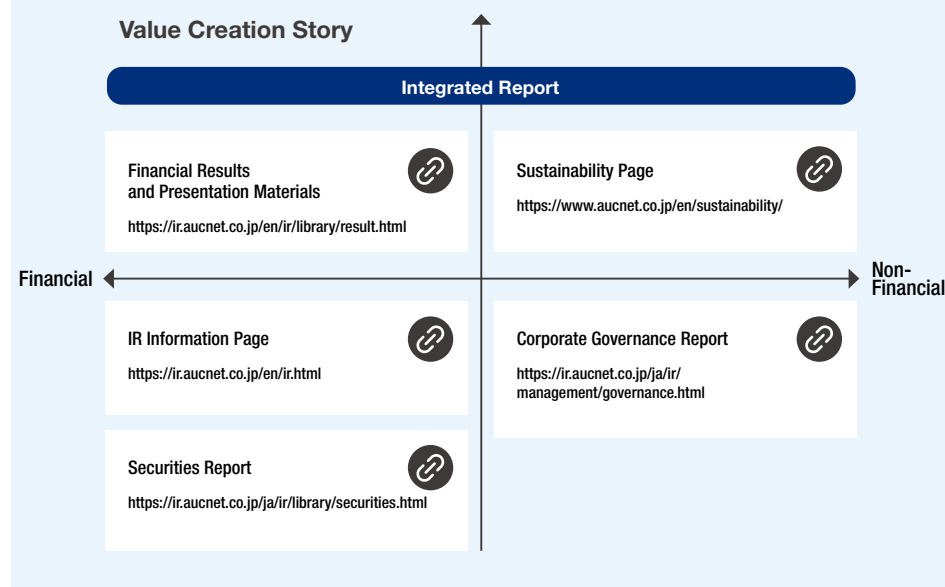 Value Creation Story
Integrated Report
Financial Results
and Presentation Materials
https://ir.aucnet.co.jp/en/ir/library/result.html
Sustainability Page
https://www.aucnet.co.jp/en/sustainability/
Financial
Non-
Financial
IR Information Page
https://ir.aucnet.co.jp/en/ir.html
Corporate Governance Report
https://ir.aucnet.co.jp/ja/ir/
management/governance.html
Securities Report
https://ir.aucnet.co.jp/ja/ir/library/securities.html